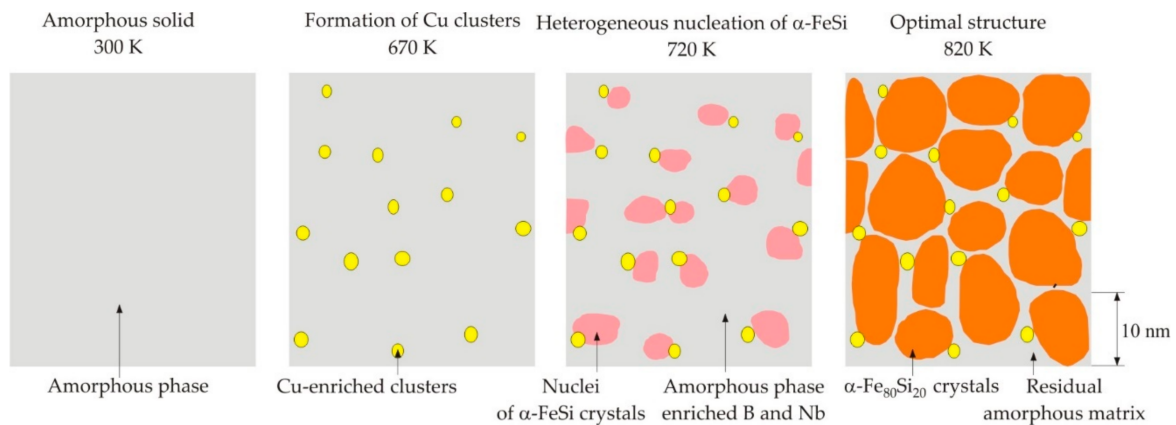 Amorphous solid
300 K
Formation of Cu clusters
670 K
Heterogeneous nucleation of α-FeSi
720 K
Optimal structure
820 K
10 nm
Amorphous phase
Cu-enriched clusters
Nuclei
of α-FeSi crystals
Amorphous phase
enriched B and Nb
α-Fe80Si20 crystals
Residual
amorphous matrix